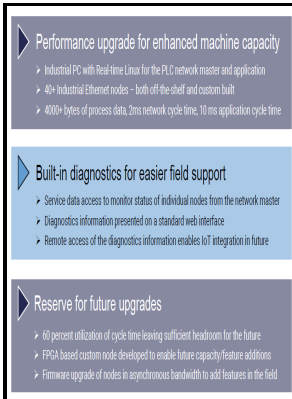 Performance upgrade for enhanced machine capacity
Industrial PC with Real-time Linux for the PLC network master and application
40+ Industrial Ethernet nodes – both off-the-shelf and custom built
4000+ bytes of process data, 2ms network cycle time, 10 ms application cycle time
Built-in diagnostics for easier field support
Service data access to monitor status of individual nodes from the network master
Diagnostics information presented on a standard web interface
Remote access of the diagnostics information enables IoT integration in future
Reserve for future upgrades
60 percent utilization of cycle time leaving sufficient headroom for the future
FPGA based custom node developed to enable future capacity/feature additions
Firmware upgrade of nodes in asynchronous bandwidth to add features in the field